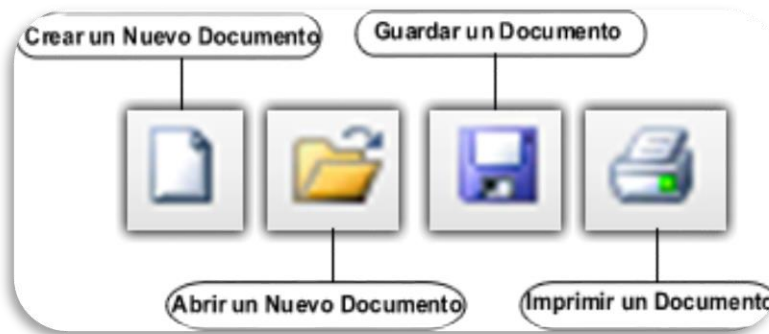 Crear un Nuevo Documento
Guardar un Documento
Abrir un Nuevo Documento
Imprimir un Documento